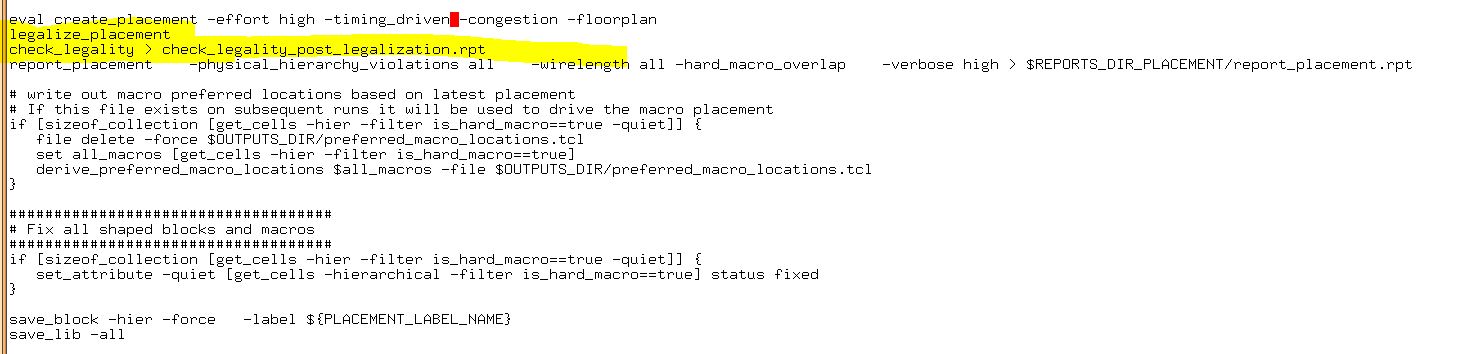 eval create_placement -effort high -timing_driven -congestion -floorplan
legalize_placement
check_legality > check_legality_post_legalization.rpt
report_placement    -physical_hierarchy_violations all    -wirelength all -hard_macro_overlap    -verbose high > $REPORTS_DIR_PLACEMENT/report_placement.rpt
# write out macro preferred locations based on latest placement
# If this file exists on subsequent runs it will be used to drive the macro placement
if [sizeof_collection [get_cells -hier -filter is_hard_macro==true -quiet]] {
   file delete -force $OUTPUTS_DIR/preferred_macro_locations.tcl
   set all_macros [get_cells -hier -filter is_hard_macro==true]
   derive_preferred_macro_locations $all_macros -file $OUTPUTS_DIR/preferred_macro_locations.tcl
}
####################################
# Fix all shaped blocks and macros
####################################
if [sizeof_collection [get_cells -hier -filter is_hard_macro==true -quiet]] {
   set_attribute -quiet [get_cells -hierarchical -filter is_hard_macro==true] status fixed
}
save_block -hier -force   -label ${PLACEMENT_LABEL_NAME}
save_lib -all